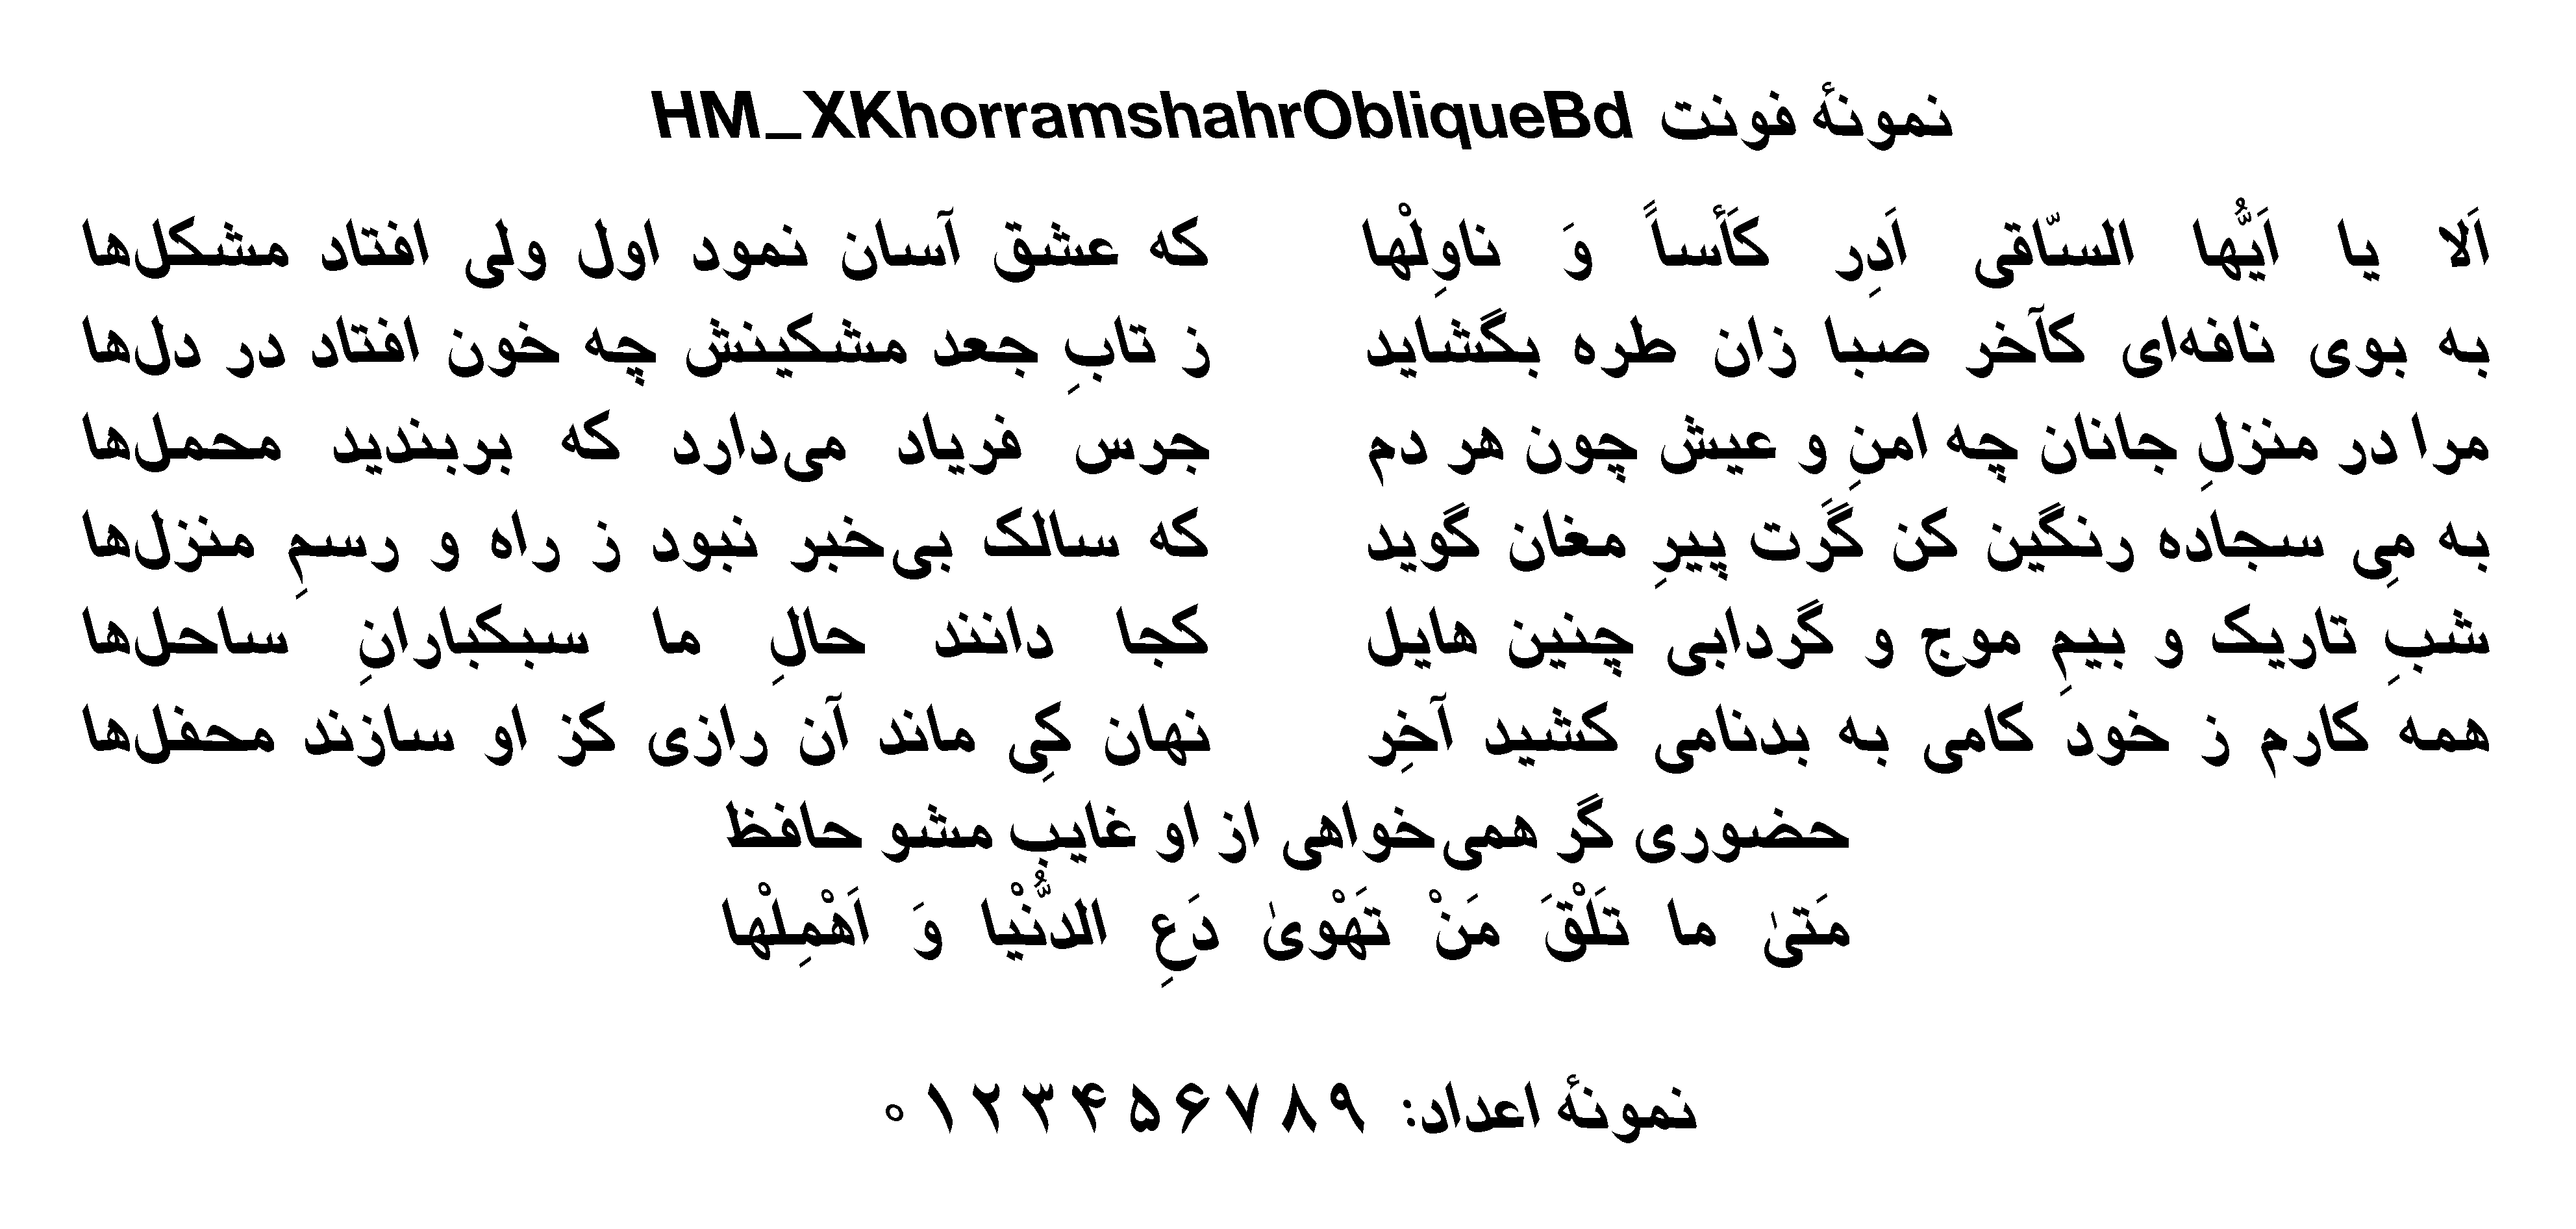 نمونهٔ فونت HM_XKhorramshahrObliqueBd
اَلا یا اَیُّها السّاقی اَدِر کَأساً وَ ناوِلْها که عشق آسان نمود اول ولی افتاد مشکل‌ها
به بوی نافه‌ای کآخر صبا زان طره بگشاید ز تابِ جعد مشکینش چه خون افتاد در دل‌ها
مرا در منزلِ جانان چه امنِ و عیش چون هر دم جرس فریاد می‌دارد که بربندید محمل‌ها
به مِی سجاده رنگین کن گَرت پیرِ مغان گوید که سالک بی‌خبر نبود ز راه و رسمِ منزل‌ها
شبِ تاریک و بیمِ موج و گردابی چنین هایل کجا دانند حالِ ما سبکبارانِ ساحل‌ها
همه کارم ز خود کامی به بدنامی کشید آخِر نهان کِی ماند آن رازی کز او سازند محفل‌ها
حضوری گر همی‌خواهی از او غایب مشو حافظ
مَتیٰ ما تَلْقَ مَنْ تَهْویٰ دَعِ الدُّنْیا وَ اَهْمِلْها
نمونهٔ اعداد: ۰۱۲۳۴۵۶۷۸۹